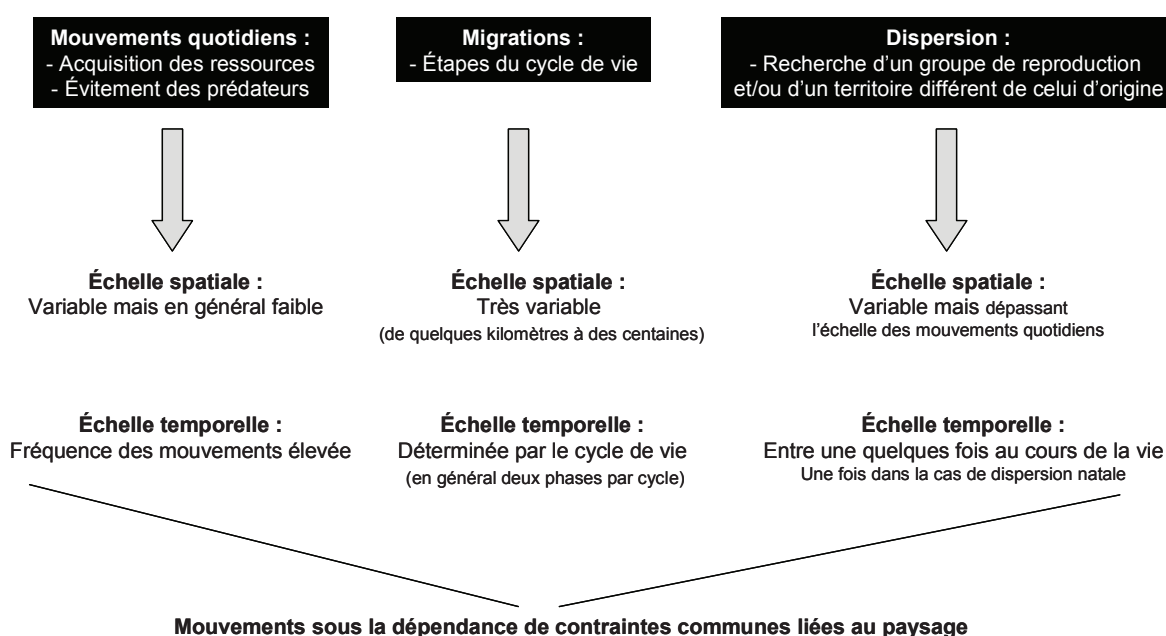 Mouvements quotidiens :
- Acquisition des ressources
- Évitement des prédateurs
Migrations :
- Étapes du cycle de vie
Dispersion :
- Recherche d'un groupe de reproduction
et/ou d'un territoire différent de celui d'origine
Échelle spatiale :
Variable mais en général faible
Échelle spatiale :
Très variable
(de quelques kilomètres à des centaines)
Échelle spatiale :
Variable mais dépassant
l'échelle des mouvements quotidiens
Échelle temporelle :
Fréquence des mouvements élevée
Échelle temporelle :
Déterminée par le cycle de vie
(en général deux phases par cycle)
Échelle temporelle :
Entre une quelques fois au cours de la vie
Une fois dans la cas de dispersion natale
Mouvements sous la dépendance de contraintes communes liées au paysage